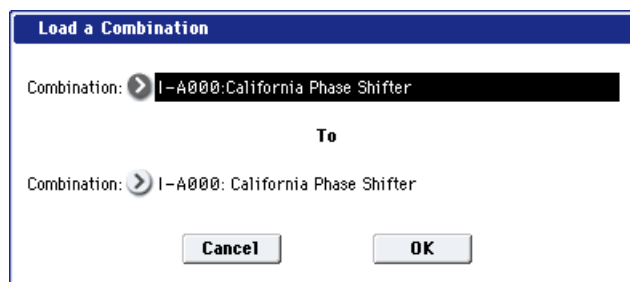 Load a Combination
Combination: I-A000:California Phase Shifter
To
Combination: I-A000: California Phase Shifter
Cancel OK